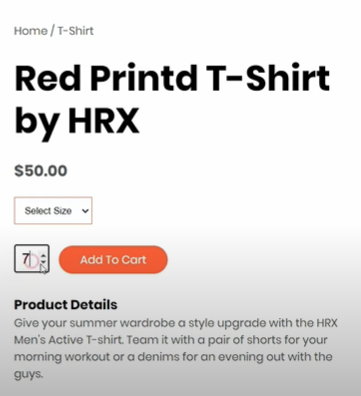 Home / T-Shirt
Red Printd T-Shirt
by HRX
$50.00
Select Size
7
Add To Cart
Product Details
Give your summer wardrobe a style upgrade with the HRX
Men's Active T-shirt. Team it with a pair of shorts for your
morning workout or a denims for an evening out with the
guys.